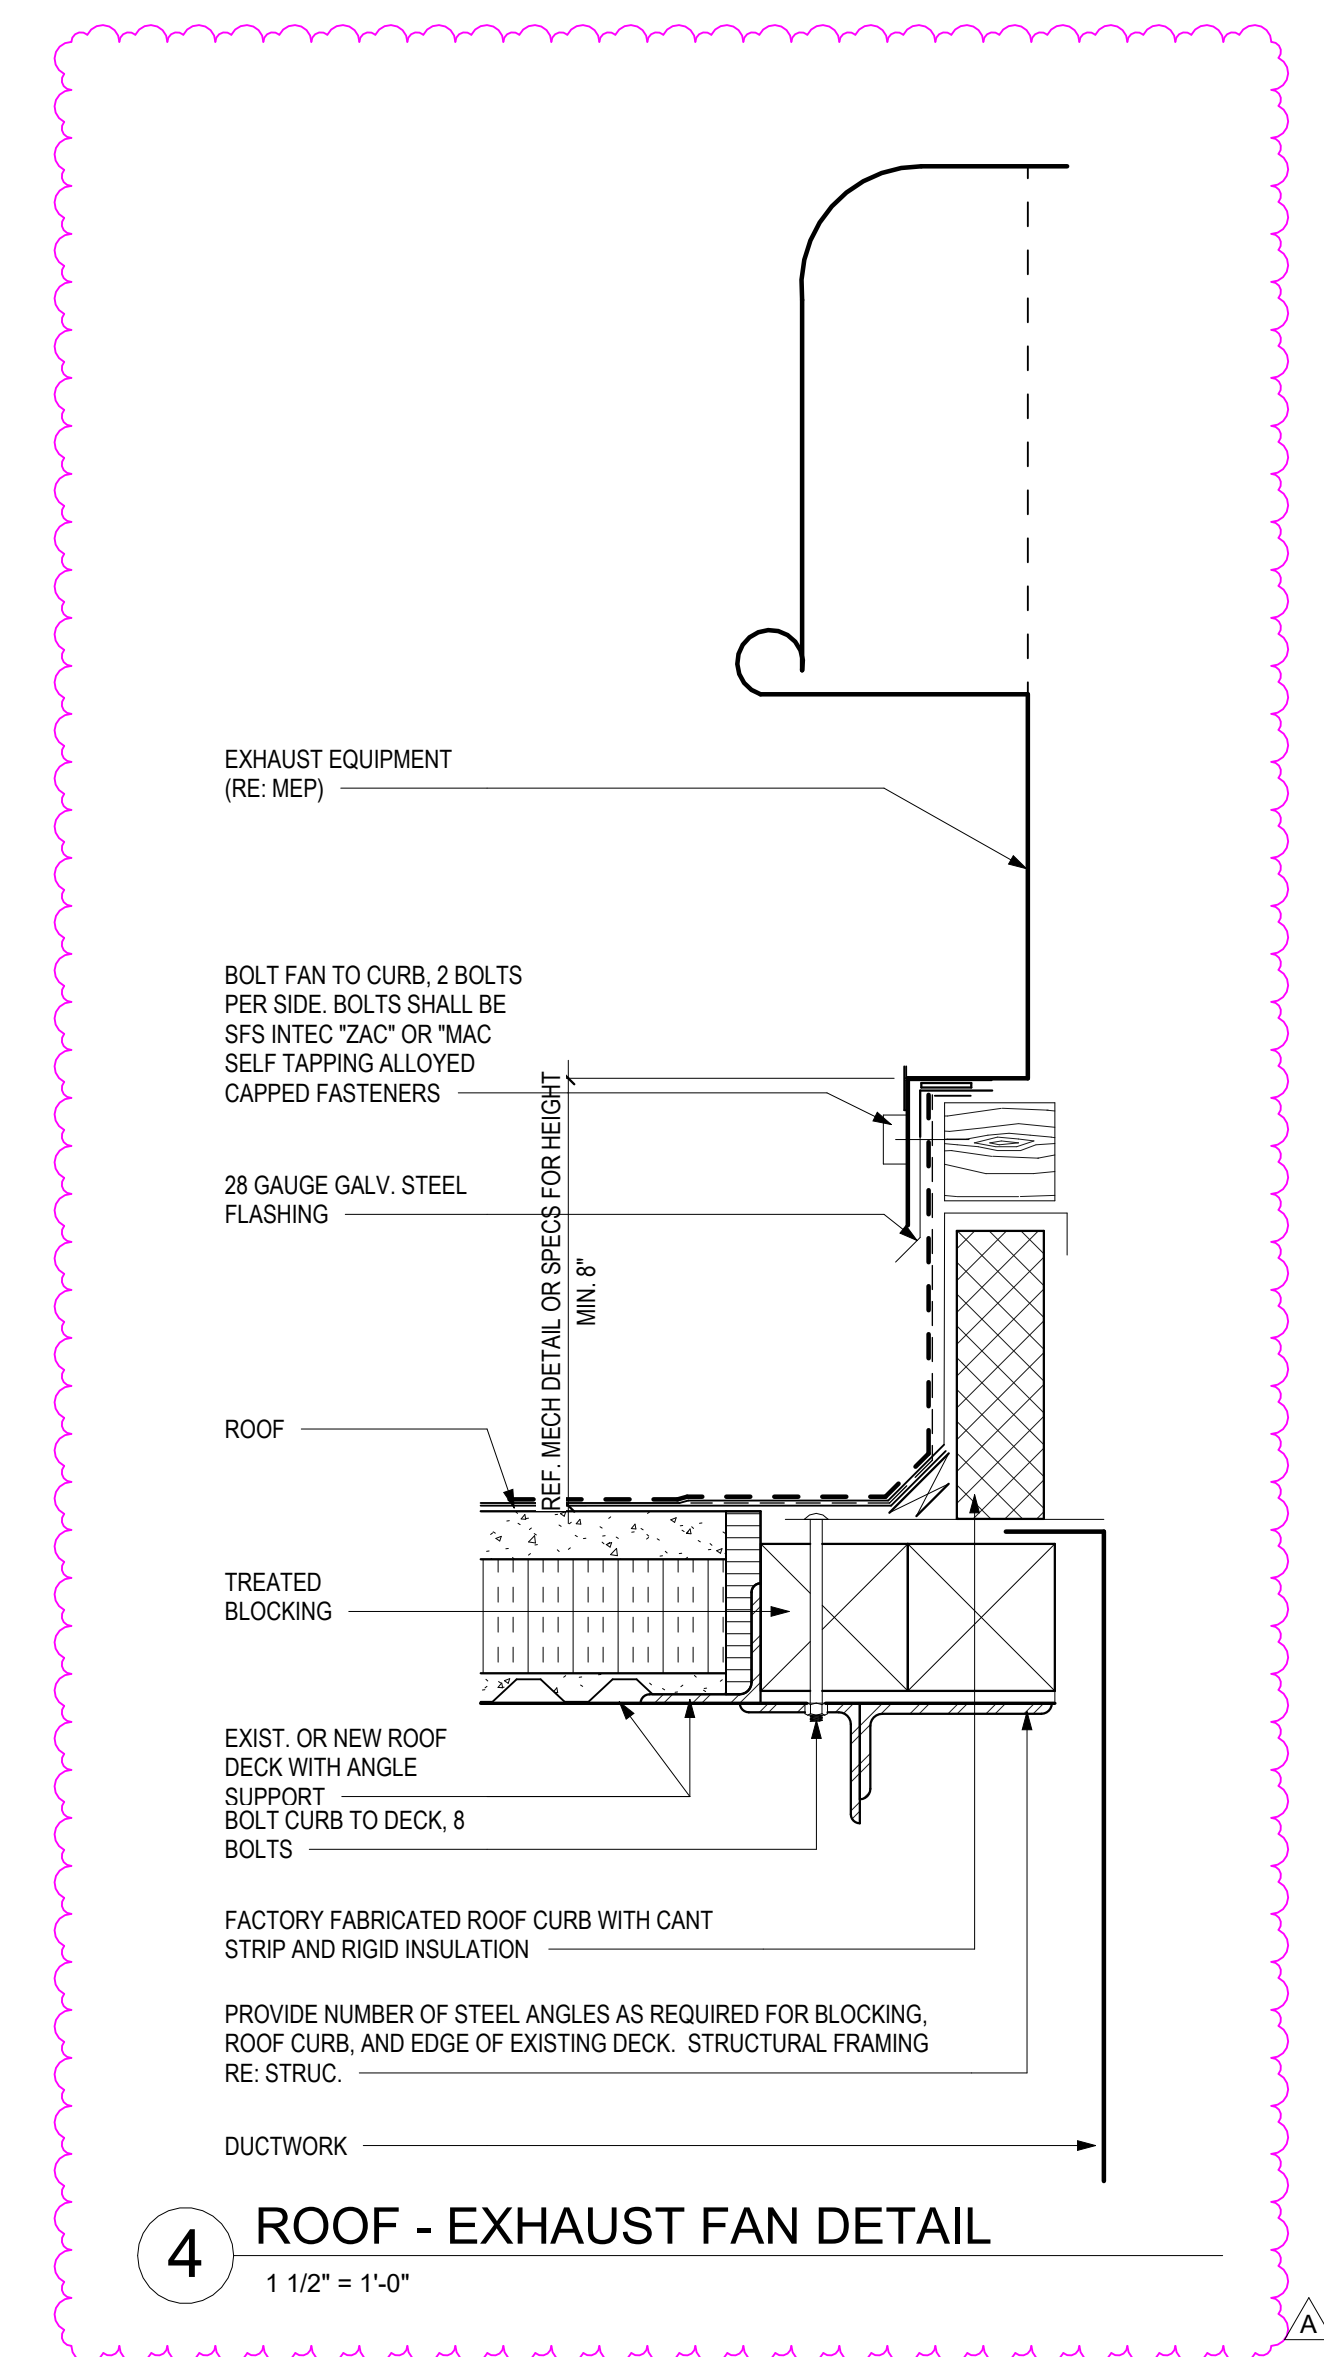 EXHAUST EQUIPMENT
(RE: MEP)
BOLT FAN TO CURB, 2 BOLTS
PER SIDE. BOLTS SHALL BE
SFS INTEC "ZAC" OR "MAC
SELF TAPPING ALLOYED
CAPPED FASTENERS
REF. MECH DETAIL OR SPECS FOR HEIGHT
MIN. 8"
28 GAUGE GALV. STEEL
FLASHING
ROOF
TREATED
BLOCKING
EXIST. OR NEW ROOF
DECK WITH ANGLE
SUPPORT
BOLT CURB TO DECK, 8
BOLTS
FACTORY FABRICATED ROOF CURB WITH CANT
STRIP AND RIGID INSULATION
PROVIDE NUMBER OF STEEL ANGLES AS REQUIRED FOR BLOCKING,
ROOF CURB, AND EDGE OF EXISTING DECK. STRUCTURAL FRAMING
RE: STRUC.
DUCTWORK
4
ROOF - EXHAUST FAN DETAIL
1 1/2" = 1'-0"
A